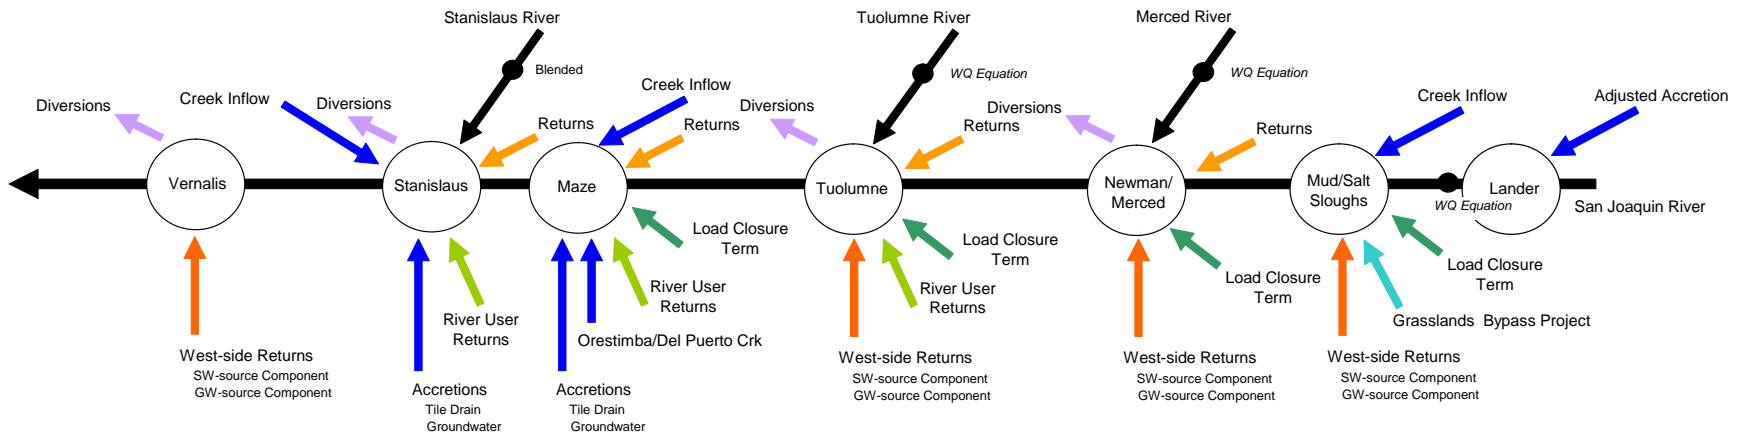 Stanislaus River
Tuolumne River
Merced River
Blended
WQ Equation
WQ Equation
Diversions
Creek Inflow
Diversions
Creek Inflow
Returns
Returns
Diversions
Returns
Diversions
Returns
Creek Inflow
Adjusted Accretion
Vernalis
Stanislaus
Maze
Tuolumne
Newman/
Merced
Mud/Salt
Sloughs
Lander
WQ Equation
San Joaquin River
Load Closure
Term
Load Closure
Term
Load Closure
Term
Load Closure
Term
River User
Returns
River User
Returns
River User
Returns
Orestimba/Del Puerto Crk
Grasslands Bypass Project
West-side Returns
SW-source Component
GW-source Component
Accretions
Tile Drain
Groundwater
Accretions
Tile Drain
Groundwater
West-side Returns
SW-source Component
GW-source Component
West-side Returns
SW-source Component
GW-source Component
West-side Returns
SW-source Component
GW-source Component